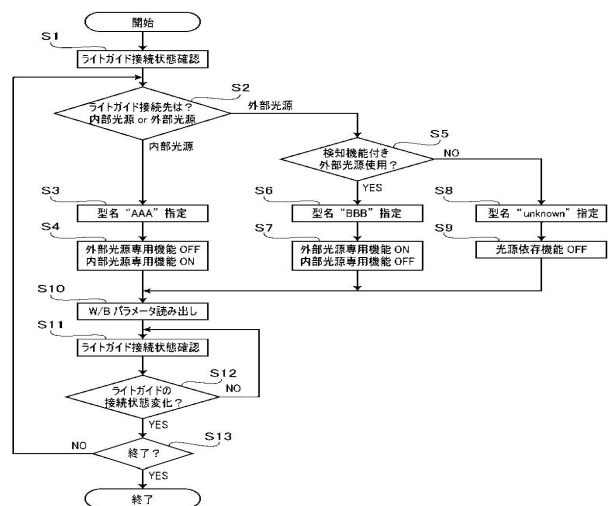 開始
S1
ライトガイド接続状態確認
S2
ライトガイド接続先は?
内部光源 or 外部光源
外部光源
内部光源
S5
検知機能付き
外部光源使用?
NO
YES
S3
型名“AAA”指定
S6
型名“BBB”指定
S8
型名“unknown”指定
S4
外部光源専用機能 OFF
内部光源専用機能 ON
S7
外部光源専用機能 ON
内部光源専用機能 OFF
S9
光源依存機能 OFF
S10
W/B パラメータ読み出し
S11
ライトガイド接続状態確認
S12
ライトガイドの
接続状態変化?
NO
YES
S13
終了?
NO
YES
終了